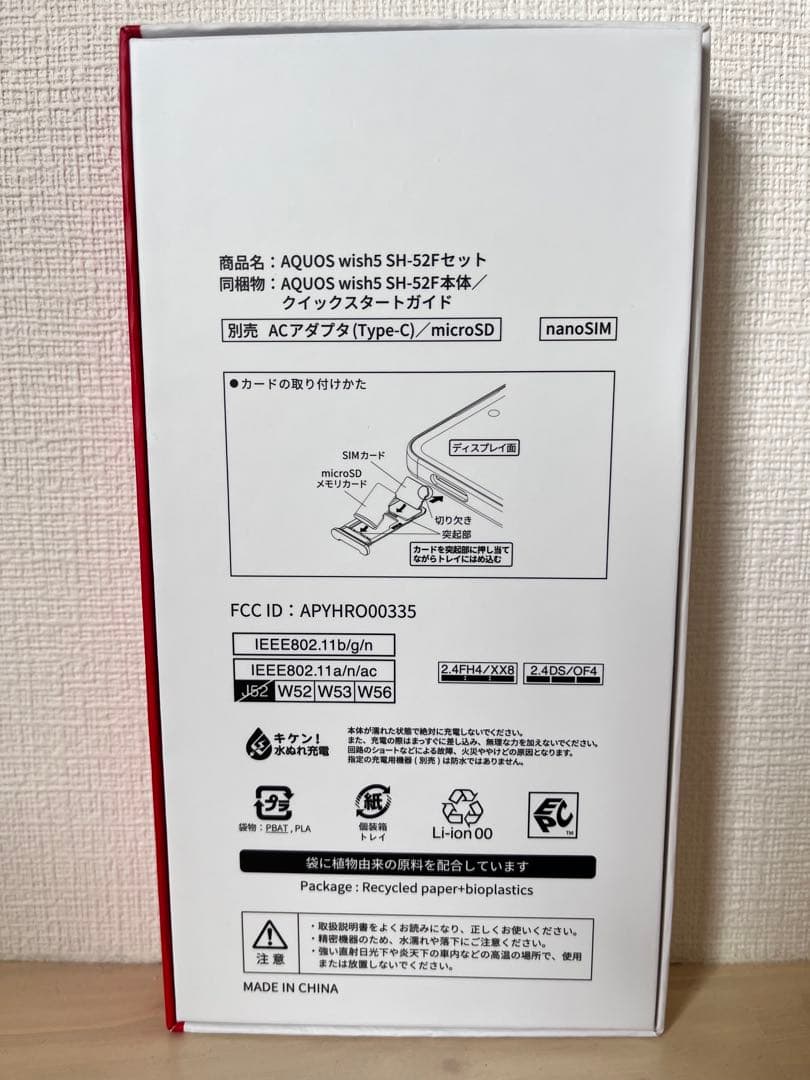 商品名：AQUOS wish5 SH-52Fセット
同梱物：AQUOS wish5 SH-52F本体／
クイックスタートガイド
別売 ACアダプタ(Type-C)／microSD
nanoSIM
●カードの取り付けかた
ディスプレイ面
SIMカード
microSD
メモリカード
切り欠き
突起部
カードを突起部に押し当て
ながらトレイにはめ込む
FCC ID：APYHRO00335
IEEE802.11b/g/n
IEEE802.11a/n/ac
J52 W52 W53 W56
2.4FH4/XX8
2.4DS/OF4
キケン！
水ぬれ充電
本体が濡れた状態で絶対に充電しないでください。
また、充電の際はまっすぐに差し込み、無理な力を加えないでください。
回路のショートなどによる故障、火災ややけどの原因となります。
指定の充電用機器(別売)は防水ではありません。
プラ
袋物：PBAT , PLA
紙
個装箱
トレイ
Li-ion 00
EPC
TM
袋に植物由来の原料を配合しています
Package : Recycled paper+bioplastics
注 意
・取扱説明書をよくお読みになり、正しくお使いください。
・精密機器のため、水濡れや落下にご注意ください。
・強い直射日光下や炎天下の車内などの高温の場所で、使用
または放置しないでください。
MADE IN CHINA